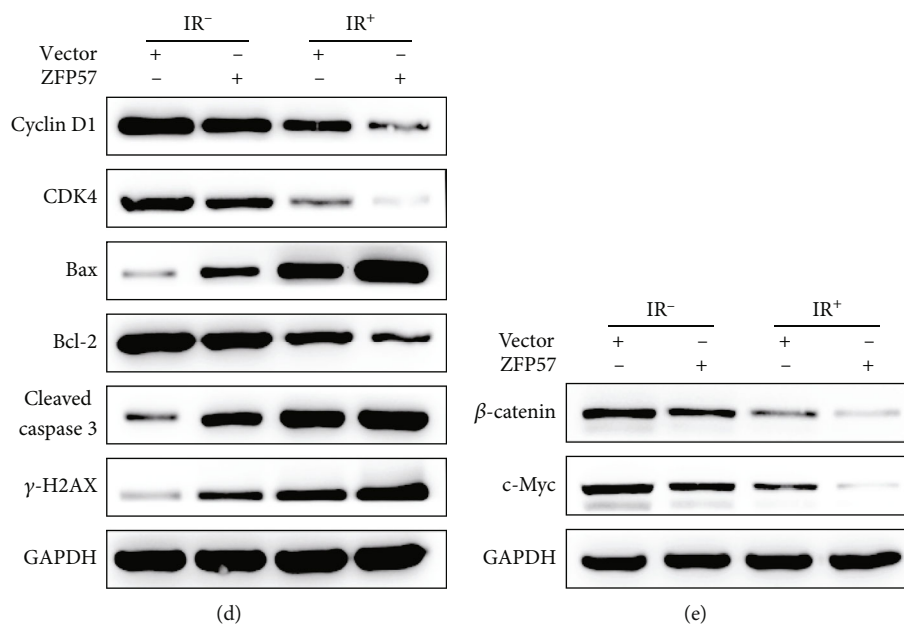 IR⁻ IR⁺
Vector + – + –
ZFP57 – + – +
Cyclin D1
CDK4
Bax
Bcl-2
Cleaved
caspase 3
γ-H2AX
GAPDH
(d)
IR⁻ IR⁺
Vector + – + –
ZFP57 – + – +
β-catenin
c-Myc
GAPDH
(e)